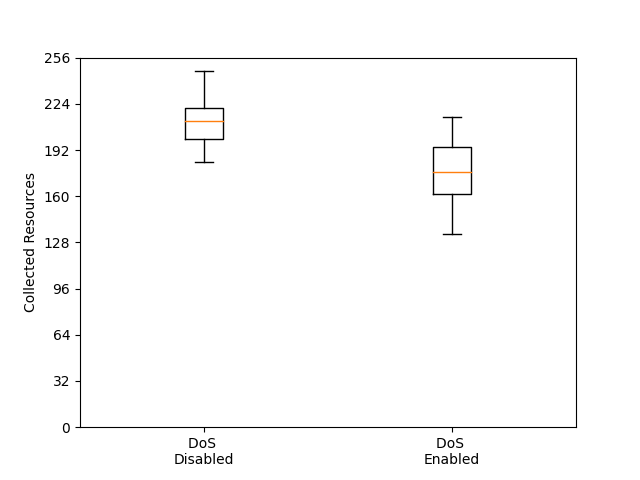 256
224
192
160
128
96
64
32
0
Collected Resources
DoS
Disabled
DoS
Enabled